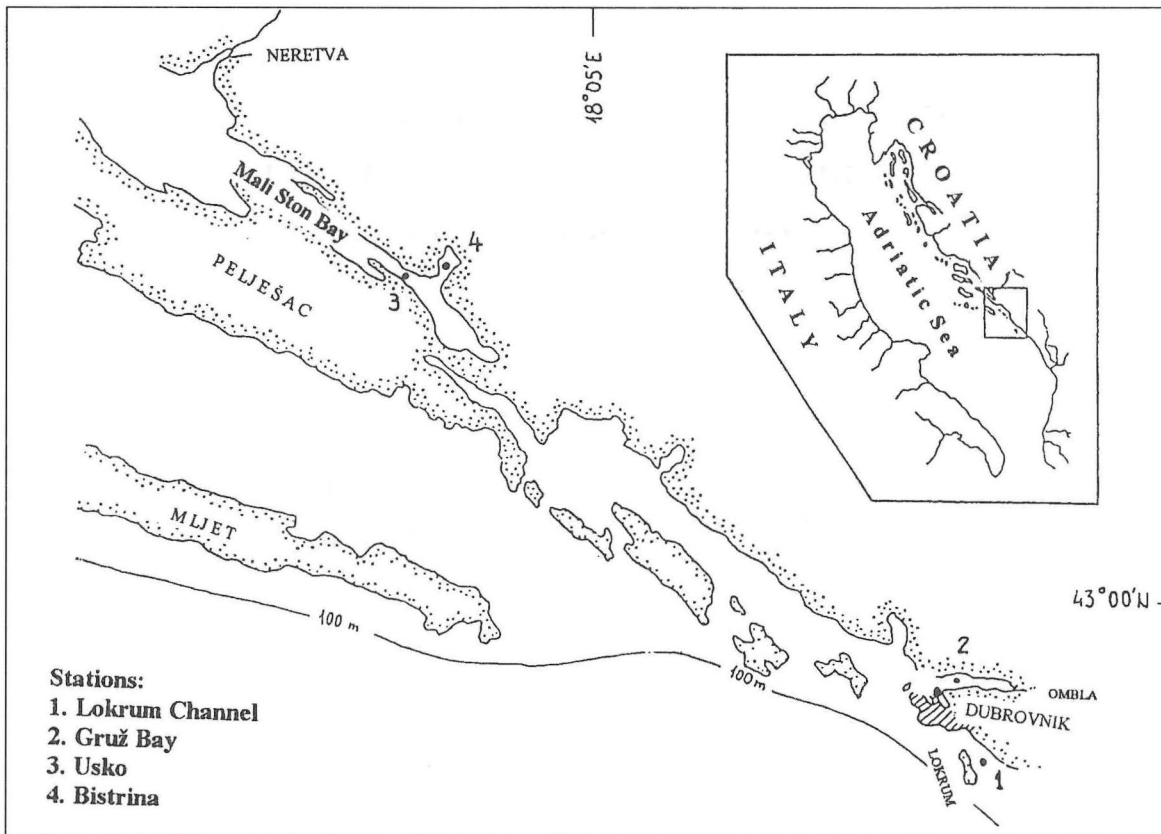 NERETVA
18°05'E
Mali Ston Bay
4
3
PELJEŠAC
MLJET
100 m
100 m
43°00'N
2
OMBLA
DUBROVNIK
LOKRUM
1
CROATIA
Adriatic Sea
ITALY
Stations:
1. Lokrum Channel
2. Gruž Bay
3. Usko
4. Bistrina